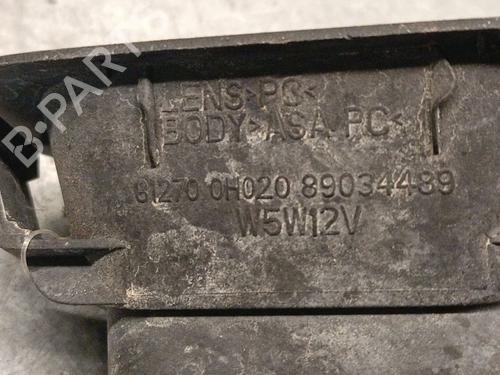 B-PARTS
LENS>PC<
BODY>ASA.PC<
81270 0H020 89034489
W5W12V